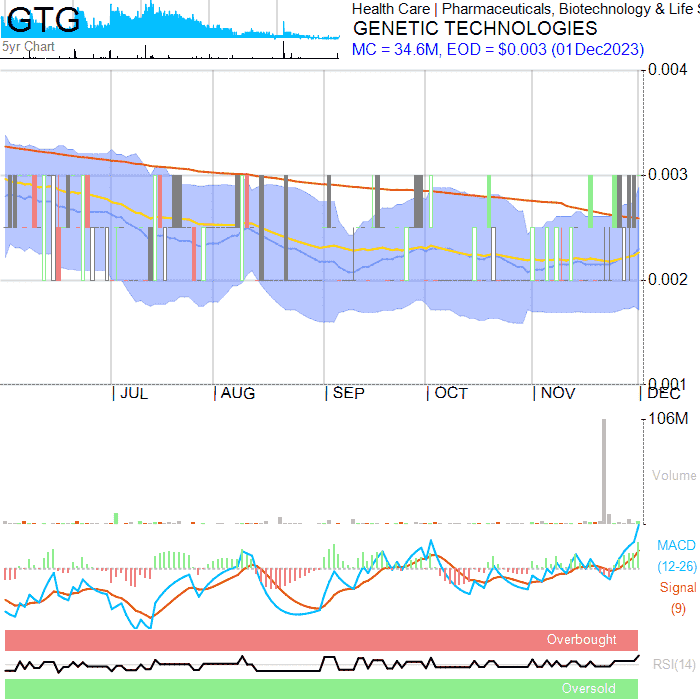 GTG
5yr Chart
Health Care | Pharmaceuticals, Biotechnology & Life S
GENETIC TECHNOLOGIES
MC = 34.6M, EOD = $0.003 (01Dec2023)
0.004
0.003
0.002
0.001
JUL AUG SEP OCT NOV DEC
106M
Volume
MACD
(12-26)
Signal
(9)
Overbought
RSI(14)
Oversold